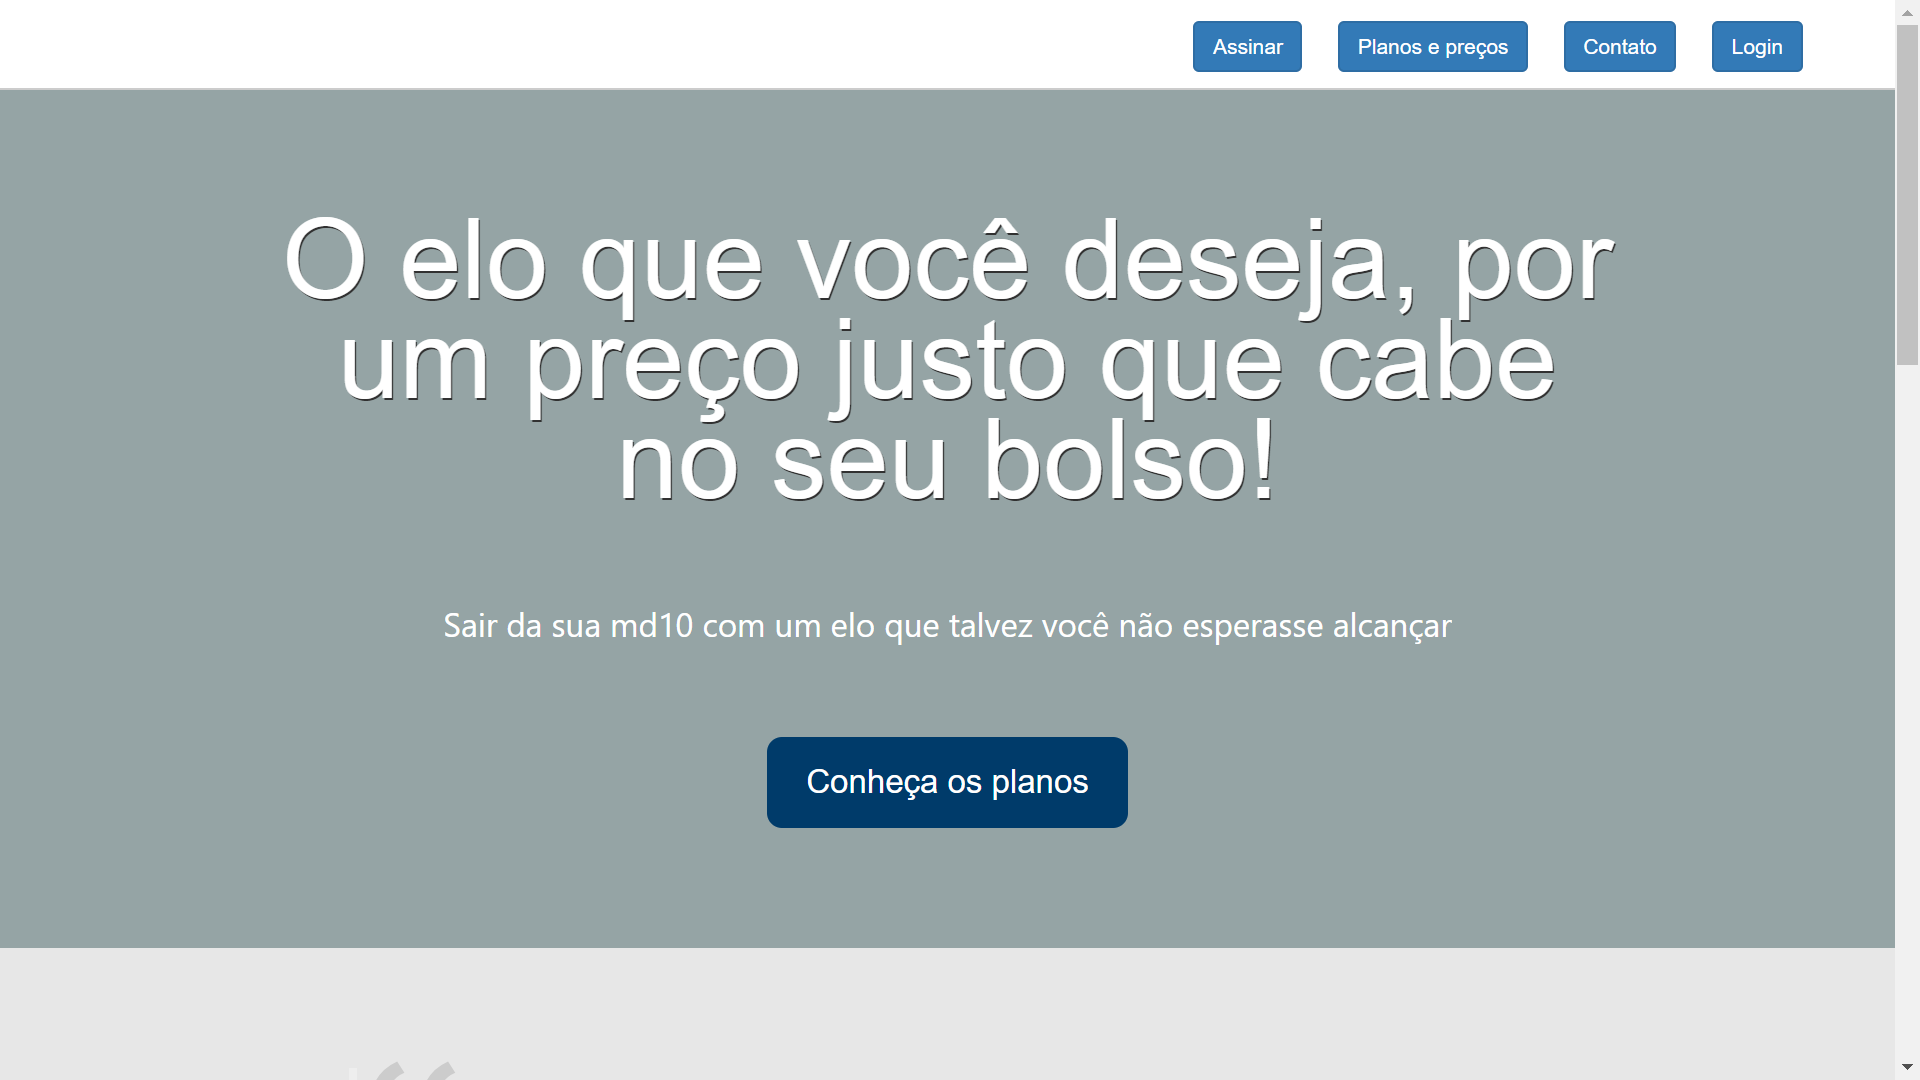 Assinar
Planos e preços
Contato
Login
O elo que você deseja, por
um preço justo que cabe
no seu bolso!
Sair da sua md10 com um elo que talvez você não esperasse alcançar
Conheça os planos